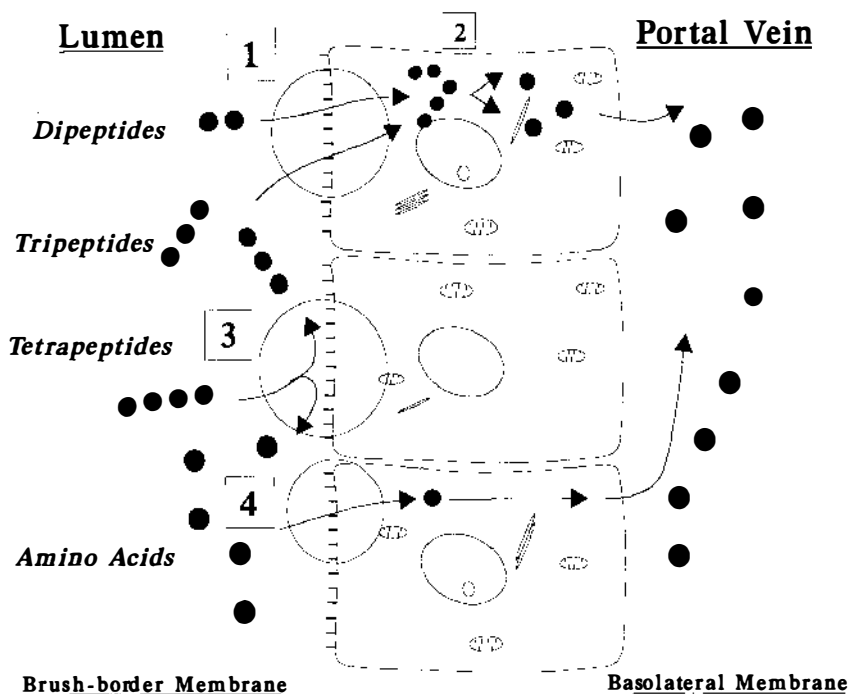 Lumen
1
2
Portal Vein
Dipeptides
Tripeptides
Tetrapeptides
3
4
Amino Acids
Brush-border Membrane
Basolateral Membrane